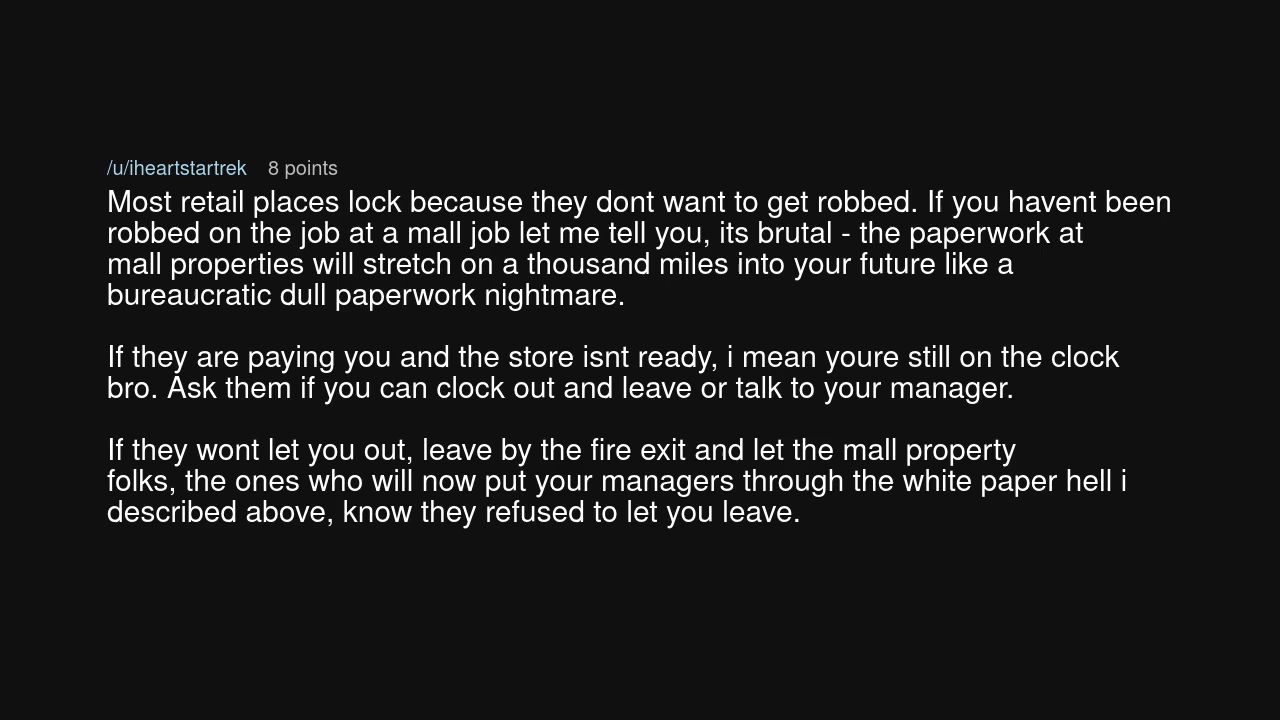 /u/iheartstartrek 8 points
Most retail places lock because they dont want to get robbed. If you havent been
robbed on the job at a mall job let me tell you, its brutal - the paperwork at
mall properties will stretch on a thousand miles into your future like a
bureaucratic dull paperwork nightmare.
If they are paying you and the store isnt ready, i mean youre still on the clock
bro. Ask them if you can clock out and leave or talk to your manager.
If they wont let you out, leave by the fire exit and let the mall property
folks, the ones who will now put your managers through the white paper hell i
described above, know they refused to let you leave.